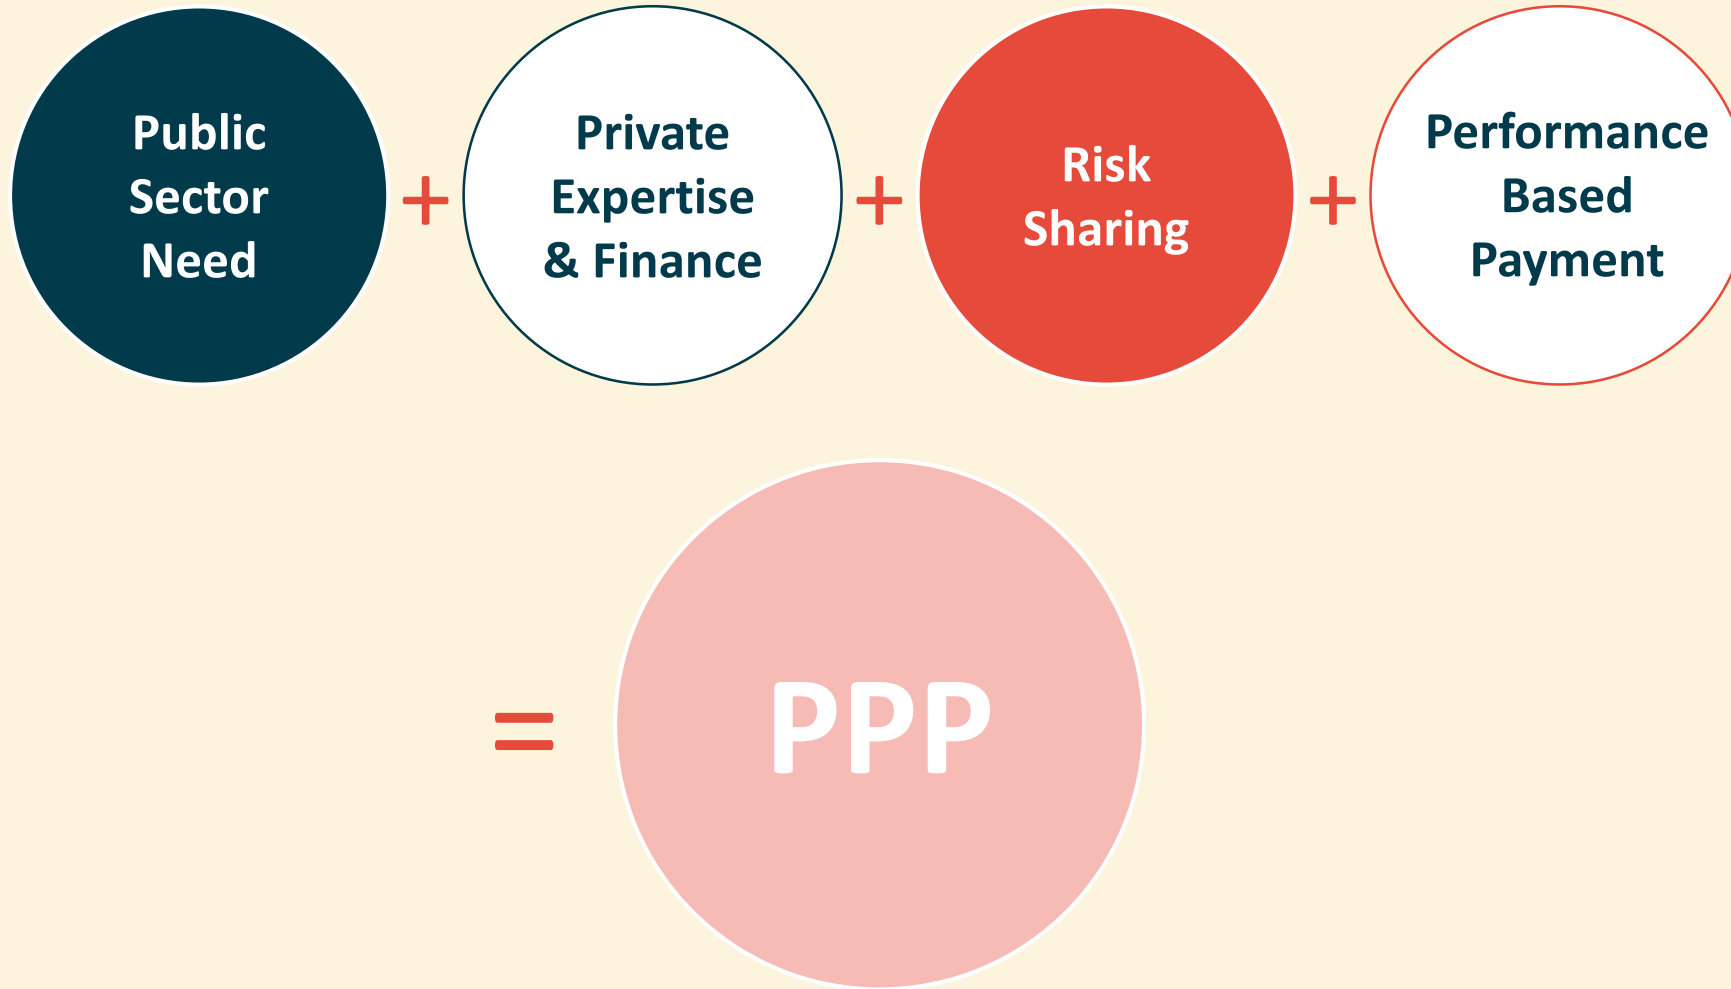 Public
Sector
Need
+
Private
Expertise
& Finance
+
Risk
Sharing
+
Performance
Based
Payment
=
PPP